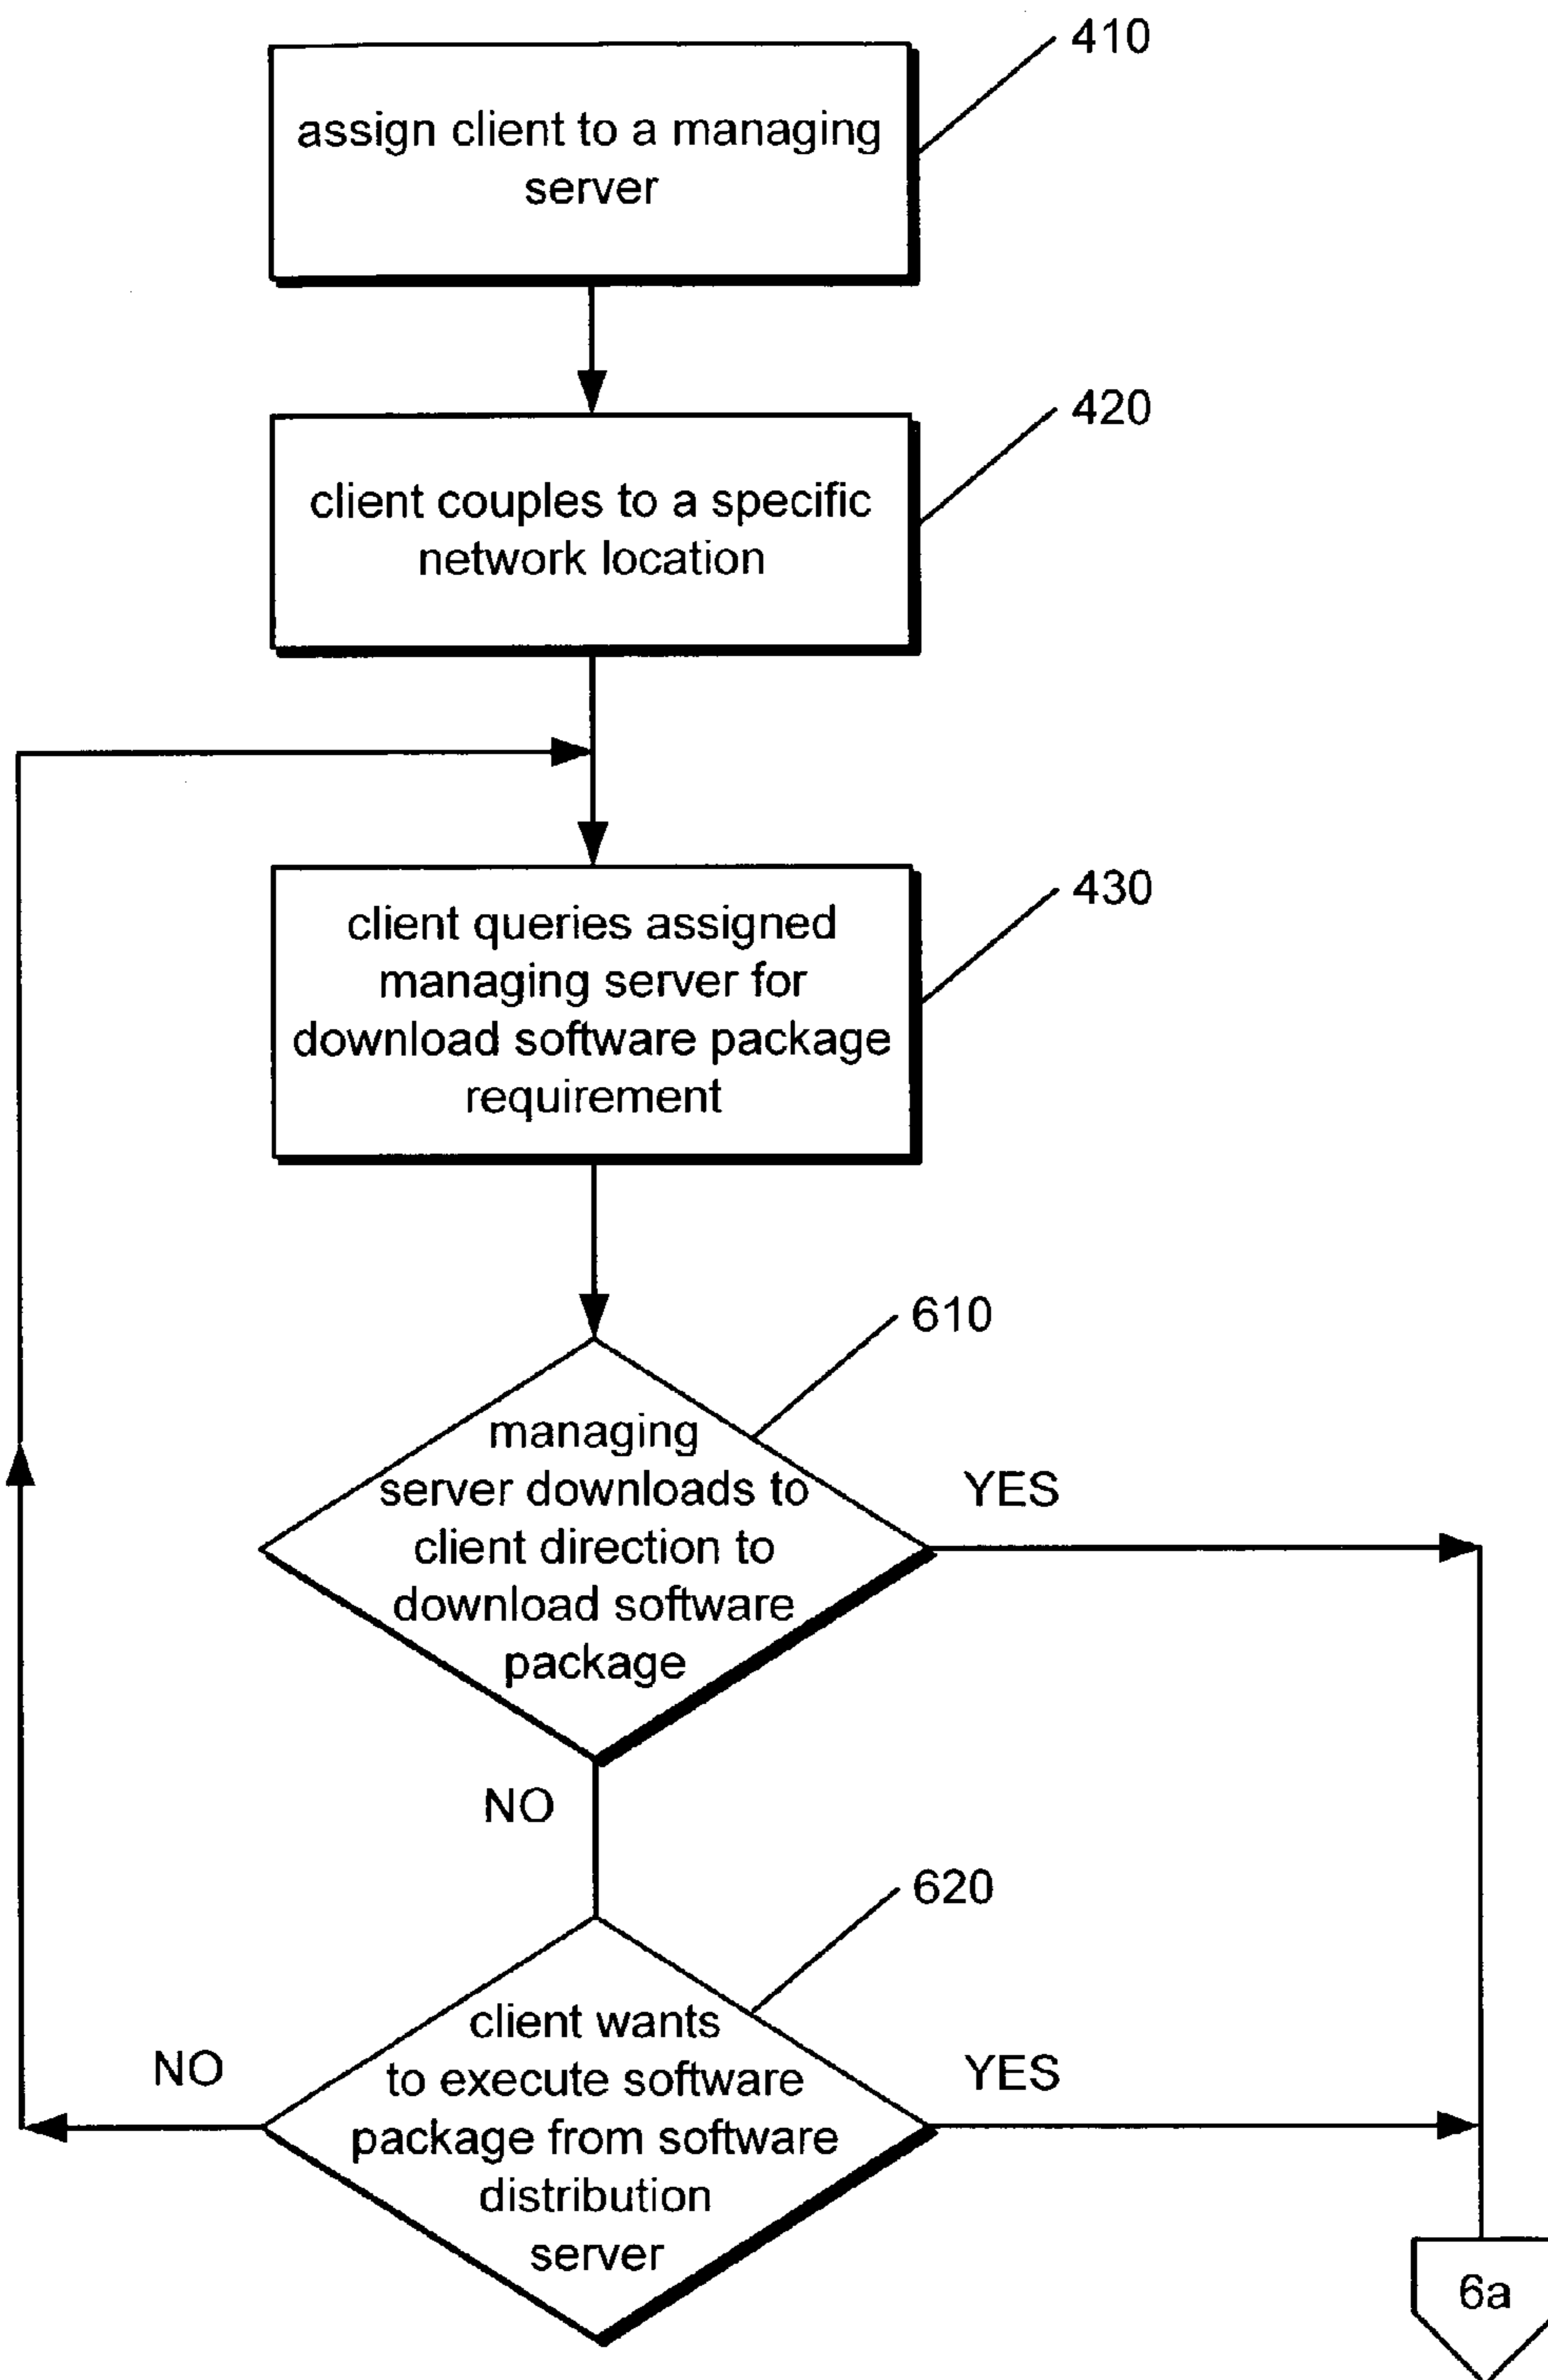 410
assign client to a managing
server
420
client couples to a specific
network location
430
client queries assigned
managing server for
download software package
requirement
610
managing
server downloads to
client direction to
download software
package
YES
NO
620
client wants
to execute software
package from software
distribution
server
NO
YES
6a